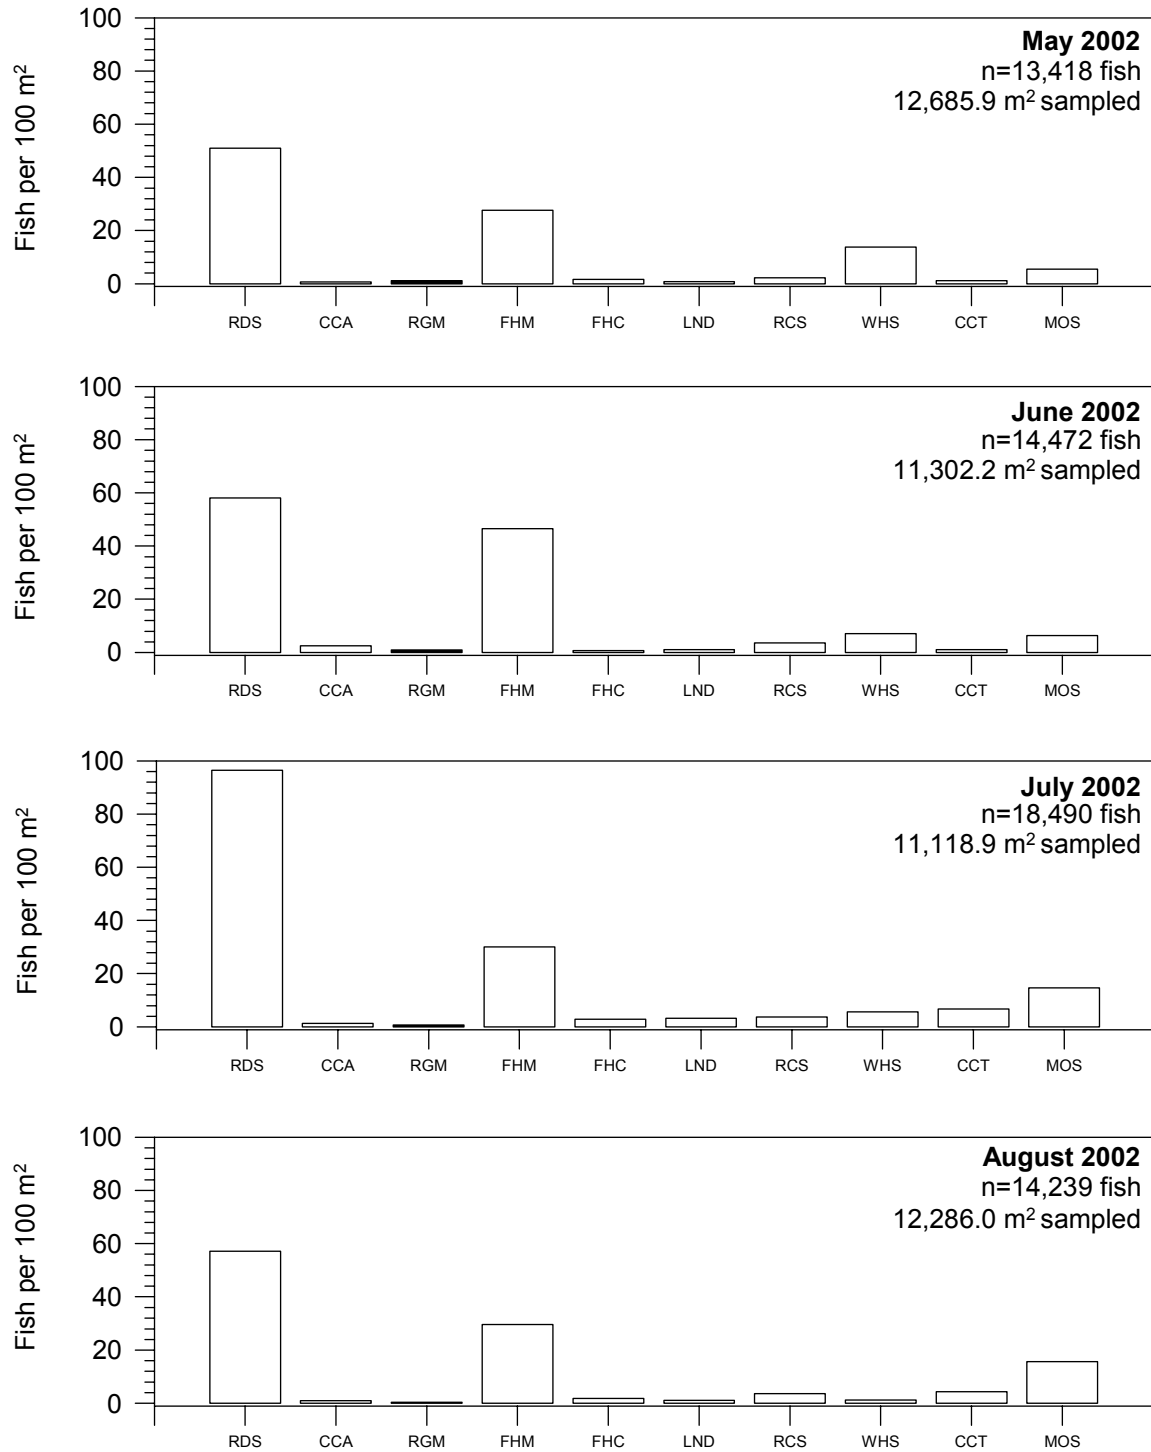 May 2002
n=13,418 fish
12,685.9 m² sampled
Fish per 100 m²
100
80
60
40
20
0
RDS CCA RGM FHM FHC LND RCS WHS CCT MOS
June 2002
n=14,472 fish
11,302.2 m² sampled
Fish per 100 m²
100
80
60
40
20
0
RDS CCA RGM FHM FHC LND RCS WHS CCT MOS
July 2002
n=18,490 fish
11,118.9 m² sampled
Fish per 100 m²
100
80
60
40
20
0
RDS CCA RGM FHM FHC LND RCS WHS CCT MOS
August 2002
n=14,239 fish
12,286.0 m² sampled
Fish per 100 m²
100
80
60
40
20
0
RDS CCA RGM FHM FHC LND RCS WHS CCT MOS